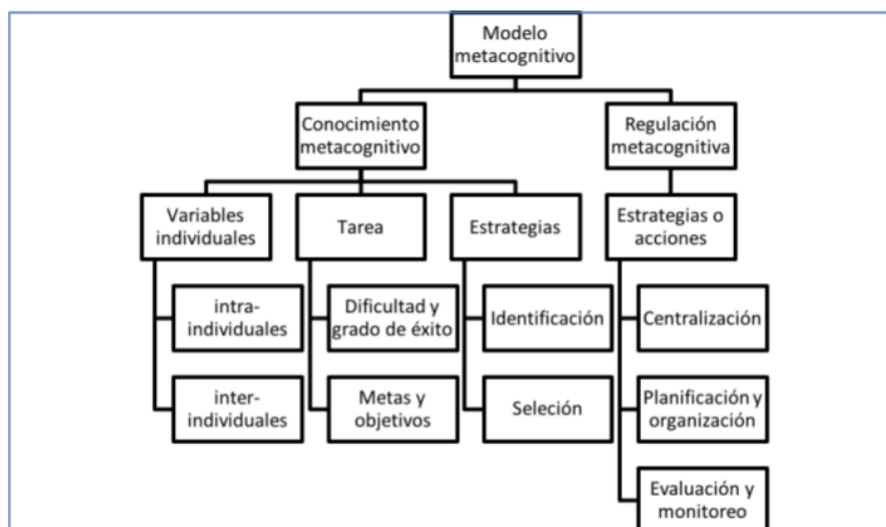 Modelo
metacognitivo
Conocimiento
metacognitivo
Regulación
metacognitiva
Variables
individuales
Tarea
Estrategias
Estrategias o
acciones
intra-
individuales
Dificultad y
grado de éxito
Identificación
Centralización
inter-
individuales
Metas y
objetivos
Seleción
Planificación y
organización
Evaluación y
monitoreo